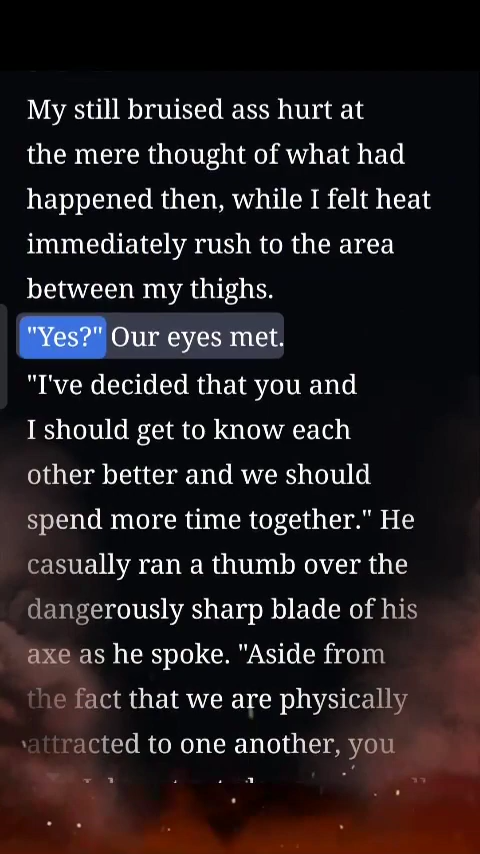 My still bruised ass hurt at
the mere thought of what had
happened then, while I felt heat
immediately rush to the area
between my thighs.
"Yes?" Our eyes met.
"I've decided that you and
I should get to know each
other better and we should
spend more time together." He
casually ran a thumb over the
dangerously sharp blade of his
axe as he spoke. "Aside from
the fact that we are physically
attracted to one another, you